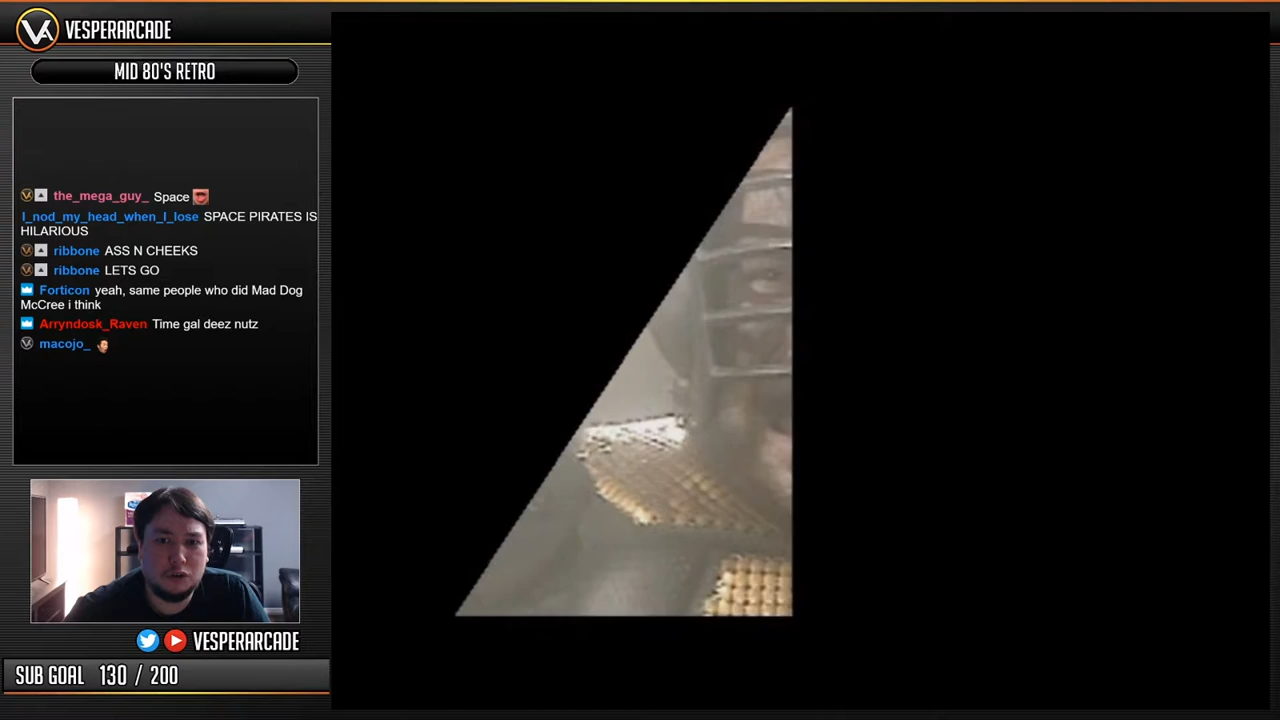 VA VESPERARCADE
MID 80'S RETRO
the_mega_guy_ Space
I_nod_my_head_when_I_lose SPACE PIRATES IS
HILARIOUS
ribbone ASS N CHEEKS
ribbone LETS GO
Forticon yeah, same people who did Mad Dog
McCree i think
Arryndosk_Raven Time gal deez nutz
macojo_
VESPERARCADE
SUB GOAL 130 / 200